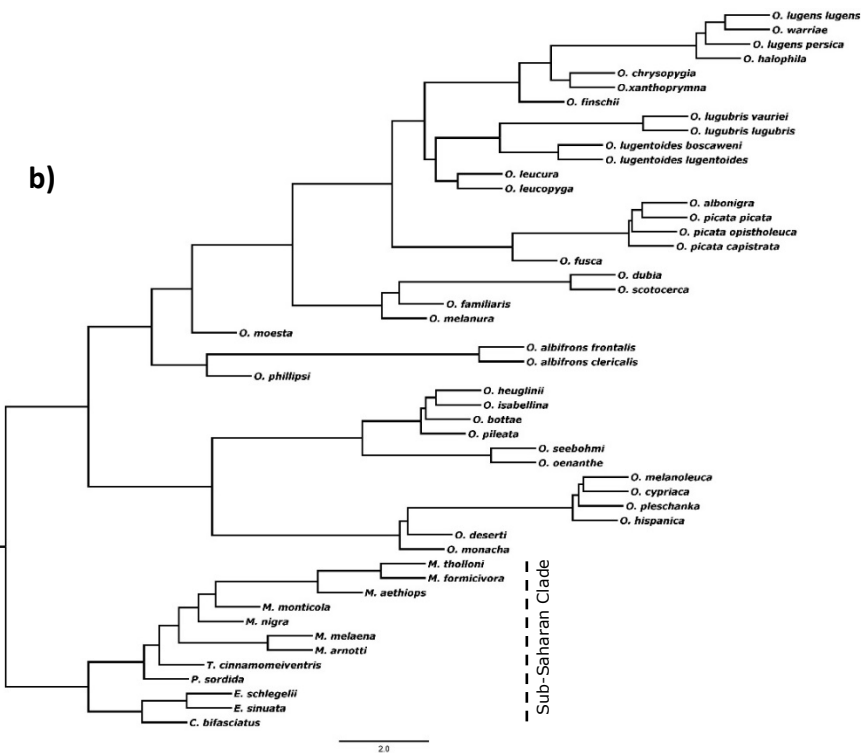 O. lugens lugens
O. warriae
O. lugens persica
O. halophila
O. chrysopygia
O.xanthoprymna
O. finschii
O. lugubris vauriei
O. lugubris lugubris
O. lugentoides boscaweni
O. lugentoides lugentoides
b)
O. leucura
O. leucopyga
O. albonigra
O. picata picata
O. picata opistholeuca
O. picata capistrata
O. fusca
O. dubia
O. scotocerca
O. familiaris
O. melanura
O. moesta
O. albifrons frontalis
O. albifrons clericalis
O. phillipsi
O. heuglinii
O. isabellina
O. bottae
O. pileata
O. seebohmi
O. oenanthe
O. melanoleuca
O. cypriaca
O. pleschanka
O. hispanica
O. deserti
O. monacha
M. tholloni
M. formicivora
M. aethiops
M. monticola
M. nigra
M. melaena
M. arnotti
T. cinnamomeiventris
P. sordida
E. schlegelii
E. sinuata
C. bifasciatus
Sub-Saharan Clade
2.0